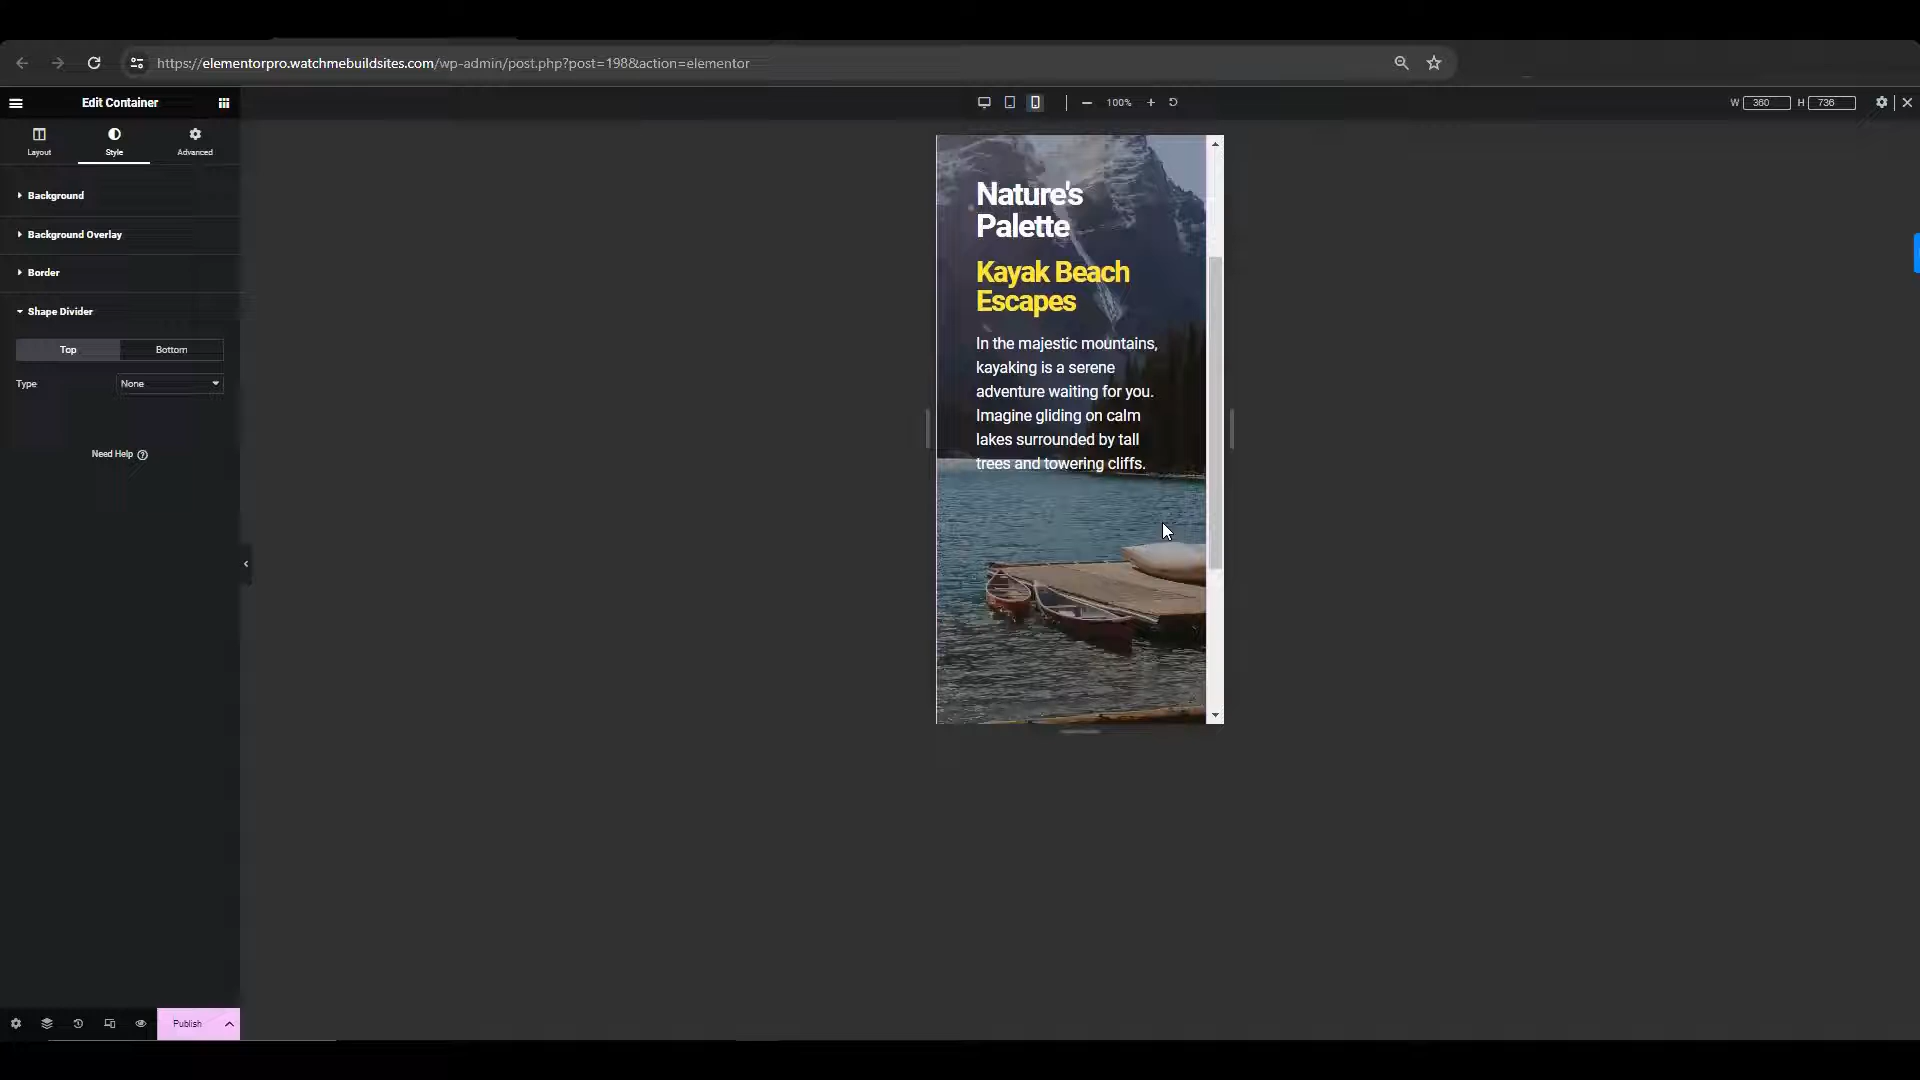 https://elementorpro.watchmebuildsites.com/wp-admin/post.php?post=198&action=elementor
Edit Container
100%
W 360 H 736
Layout
Style
Advanced
Background
Background Overlay
Border
Shape Divider
Top
Bottom
Type
None
Need Help
Nature's
Palette
Kayak Beach
Escapes
In the majestic mountains,
kayaking is a serene
adventure waiting for you.
Imagine gliding on calm
lakes surrounded by tall
trees and towering cliffs.
Publish